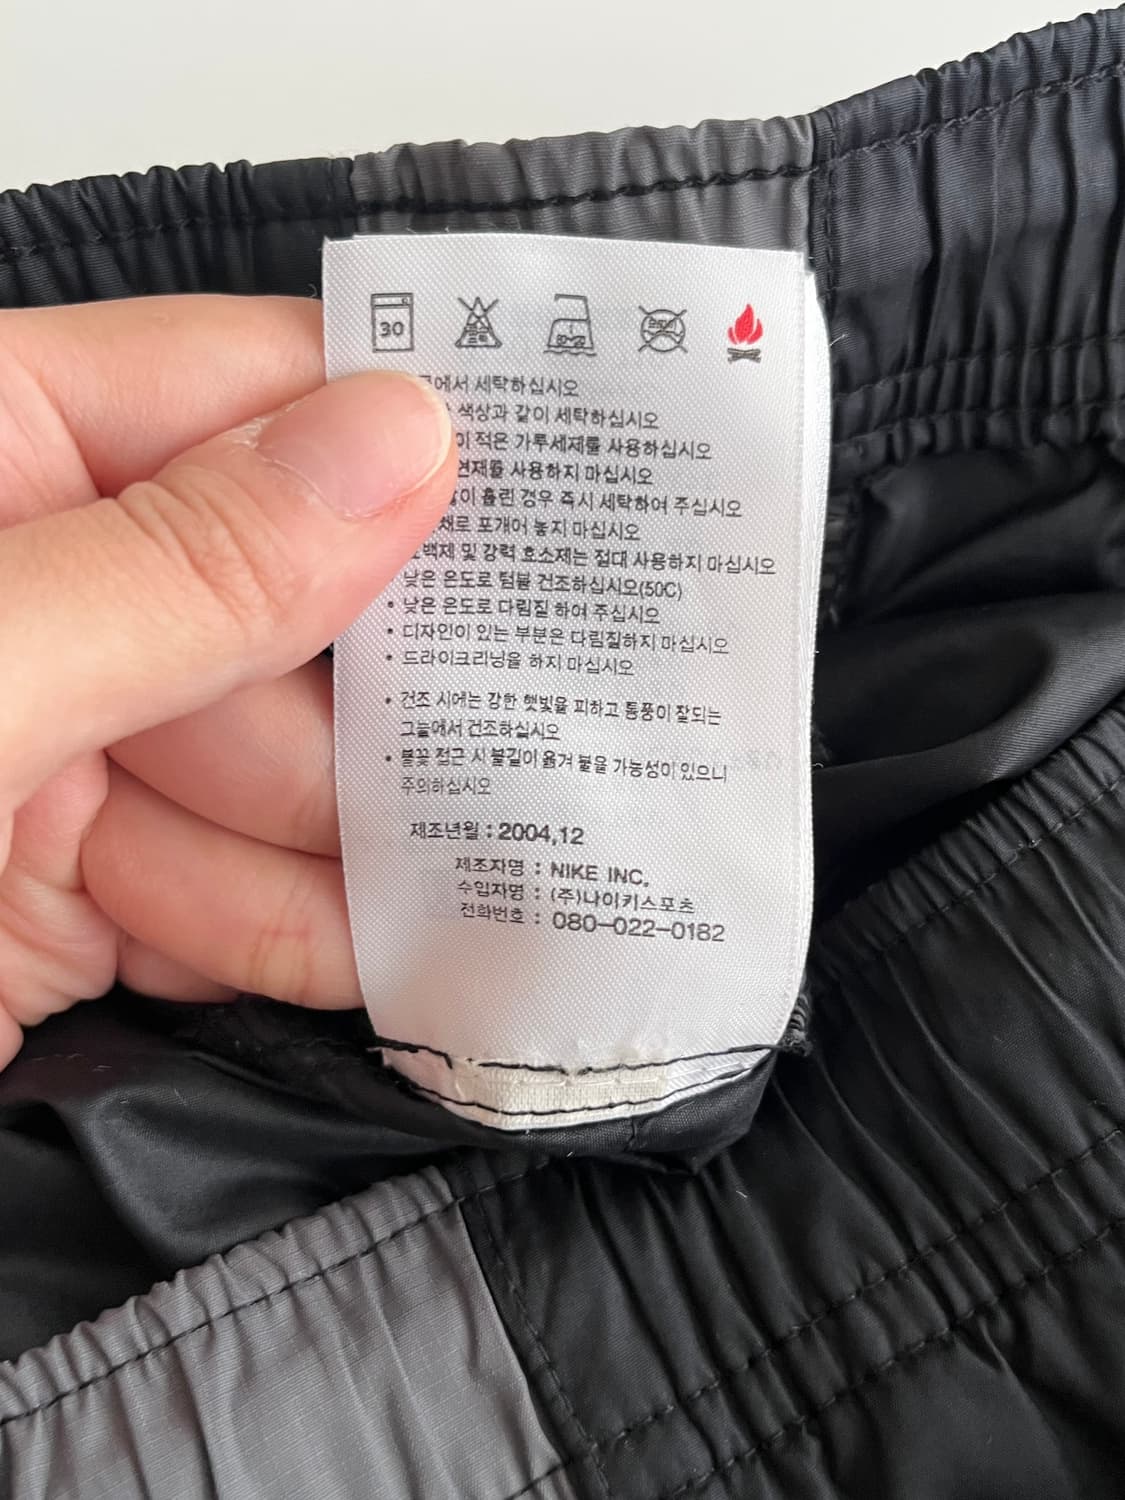 30
세탁하십시오
색상과 같이 세탁하십시오
적은 가루세제를 사용하십시오
사용하지 마십시오
흘린 경우 즉시 세탁하여 주십시오
포개어 놓지 마십시오
및 강력 효소제는 절대 사용하지 마십시오
낮은 온도로 텀블 건조하십시오(50C)
• 낮은 온도로 다림질 하여 주십시오
• 디자인이 있는 부분은 다림질하지 마십시오
• 드라이크리닝을 하지 마십시오
• 건조 시에는 강한 햇빛을 피하고 통풍이 잘되는
그늘에서 건조하십시오
• 불꽃 접근 시 불길이 옮겨 붙을 가능성이 있으니
주의하십시오
제조년월 : 2004,12
제조자명 : NIKE INC.
수입자명 : (주)나이키스포츠
전화번호 : 080-022-0182